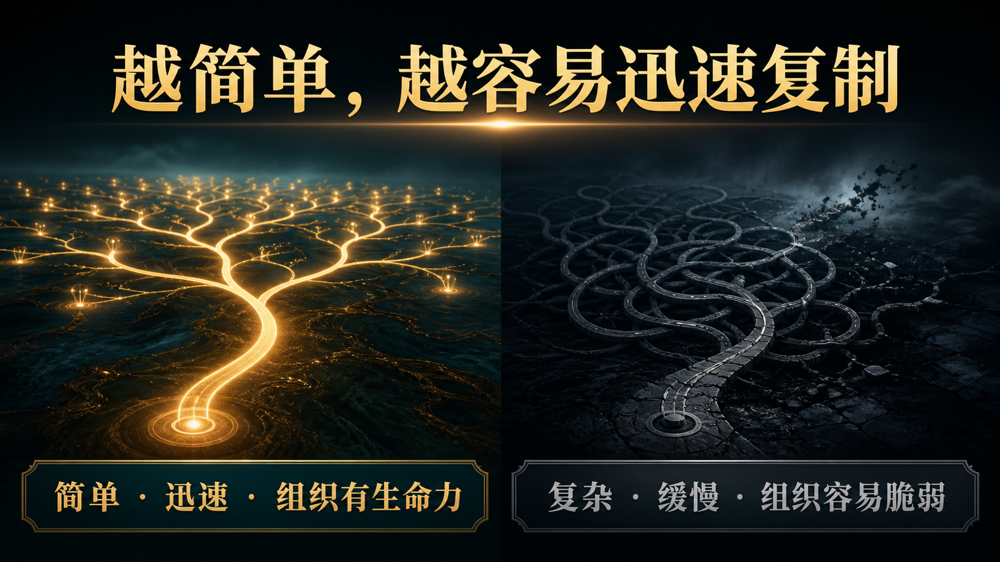 越简单，越容易迅速复制
简单 · 迅速 · 组织有生命力
复杂 · 缓慢 · 组织容易脆弱